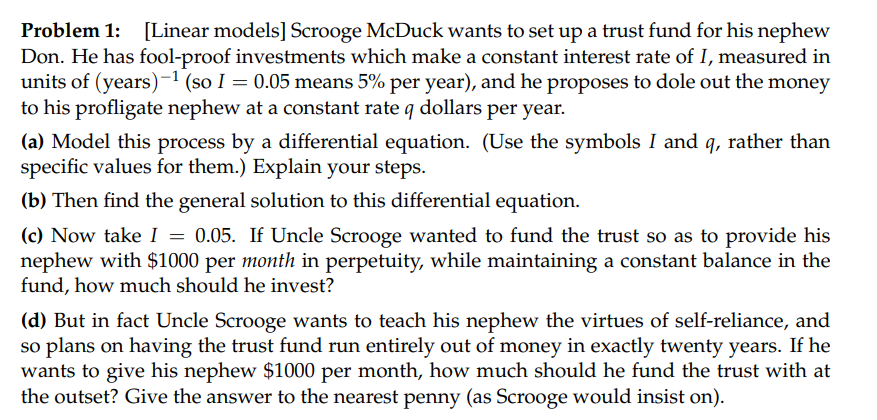 Problem 1: [Linear models] Scrooge McDuck wants to set up a trust fund for his nephew
Don. He has fool-proof investments which make a constant interest rate of I, measured in
units of (years)⁻¹ (so I = 0.05 means 5% per year), and he proposes to dole out the money
to his profligate nephew at a constant rate q dollars per year.
(a) Model this process by a differential equation. (Use the symbols I and q, rather than
specific values for them.) Explain your steps.
(b) Then find the general solution to this differential equation.
(c) Now take I = 0.05. If Uncle Scrooge wanted to fund the trust so as to provide his
nephew with $1000 per month in perpetuity, while maintaining a constant balance in the
fund, how much should he invest?
(d) But in fact Uncle Scrooge wants to teach his nephew the virtues of self-reliance, and
so plans on having the trust fund run entirely out of money in exactly twenty years. If he
wants to give his nephew $1000 per month, how much should he fund the trust with at
the outset? Give the answer to the nearest penny (as Scrooge would insist on).